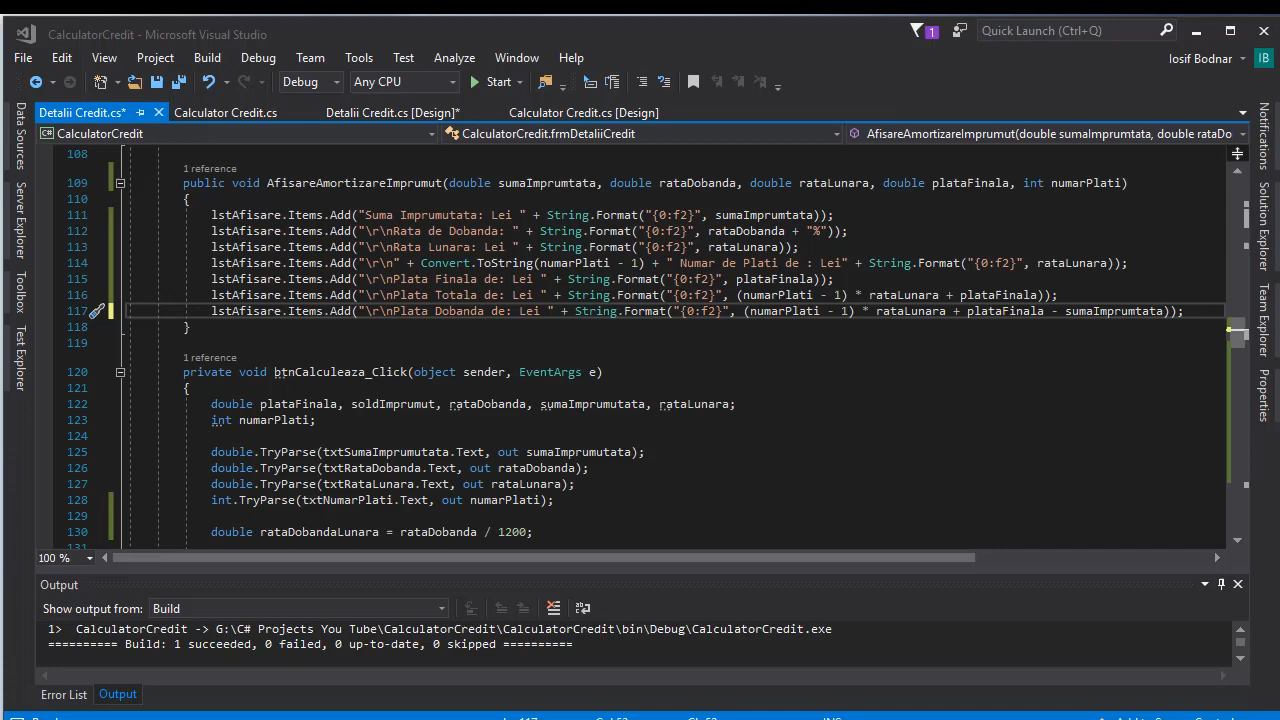 CalculatorCredit - Microsoft Visual Studio
1
Quick Launch (Ctrl+Q)
File Edit View Project Build Debug Team Tools Test Analyze Window Help
Iosif Bodnar
IB
Debug
Any CPU
Start
Detalii Credit.cs*
Calculator Credit.cs
Detalii Credit.cs [Design]*
Calculator Credit.cs [Design]
C# CalculatorCredit
CalculatorCredit.frmDetaliiCredit
AfisareAmortizareImprumut(double sumaImprumtata, double rataDo
Data Sources
Server Explorer
Toolbox
Test Explorer
108
1 reference
109 public void AfisareAmortizareImprumut(double sumaImprumtata, double rataDobanda, double rataLunara, double plataFinala, int numarPlati)
110 {
111 lstAfisare.Items.Add("Suma Imprumutata: Lei " + String.Format("{0:f2}", sumaImprumtata));
112 lstAfisare.Items.Add("\r\nRata de Dobanda: " + String.Format("{0:f2}", rataDobanda + "%"));
113 lstAfisare.Items.Add("\r\nRata Lunara: Lei " + String.Format("{0:f2}", rataLunara));
114 lstAfisare.Items.Add("\r\n" + Convert.ToString(numarPlati - 1) + " Numar de Plati de : Lei" + String.Format("{0:f2}", rataLunara));
115 lstAfisare.Items.Add("\r\nPlata Finala de: Lei " + String.Format("{0:f2}", plataFinala));
116 lstAfisare.Items.Add("\r\nPlata Totala de: Lei " + String.Format("{0:f2}", (numarPlati - 1) * rataLunara + plataFinala));
117 lstAfisare.Items.Add("\r\nPlata Dobanda de: Lei " + String.Format("{0:f2}", (numarPlati - 1) * rataLunara + plataFinala - sumaImprumtata));
118 }
119
1 reference
120 private void btnCalculeaza_Click(object sender, EventArgs e)
121 {
122 double plataFinala, soldImprumut, rataDobanda, sumaImprumutata, rataLunara;
123 int numarPlati;
124
125 double.TryParse(txtSumaImprumutata.Text, out sumaImprumutata);
126 double.TryParse(txtRataDobanda.Text, out rataDobanda);
127 double.TryParse(txtRataLunara.Text, out rataLunara);
128 int.TryParse(txtNumarPlati.Text, out numarPlati);
129
130 double rataDobandaLunara = rataDobanda / 1200;
131
Notifications
Solution Explorer
Team Explorer
Properties
100 %
Output
Show output from: Build
1> CalculatorCredit -> G:\C# Projects You Tube\CalculatorCredit\CalculatorCredit\bin\Debug\CalculatorCredit.exe
========== Build: 1 succeeded, 0 failed, 0 up-to-date, 0 skipped ==========
Error List
Output